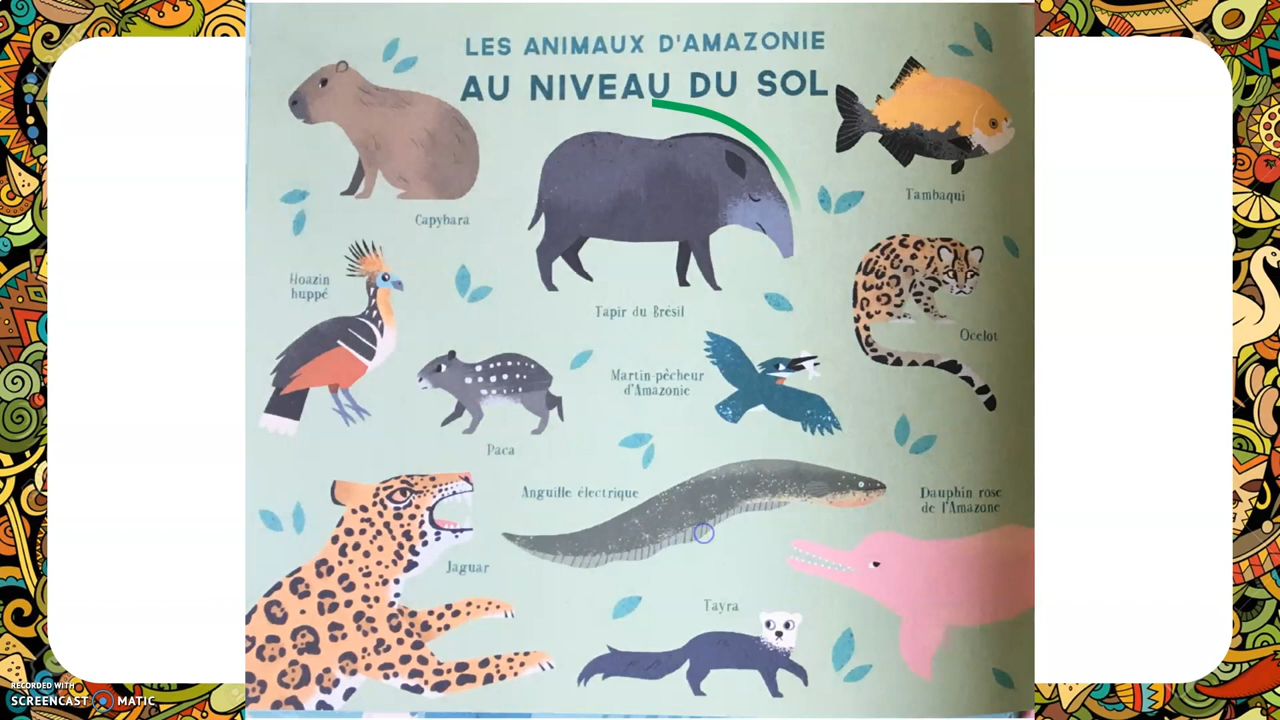 LES ANIMAUX D'AMAZONIE
AU NIVEAU DU SOL
Capybara
Tambaqui
Hoazin
huppé
Tapir du Brésil
Ocelot
Martin-pêcheur
d'Amazonie
Paca
Anguille électrique
Dauphin rose
de l'Amazone
Jaguar
Tayra
RECORDED WITH
SCREENCAST MATIC